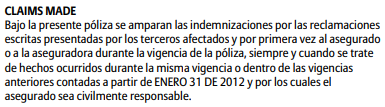 CLAIMS MADE
Bajo la presente póliza se amparan las indemnizaciones por las reclamaciones
escritas presentadas por los terceros afectados y por primera vez al asegurado
o a la aseguradora durante la vigencia de la póliza, siempre y cuando se trate
de hechos ocurridos durante la misma vigencia o dentro de las vigencias
anteriores contadas a partir de ENERO 31 DE 2012 y por los cuales el
asegurado sea civilmente responsable.